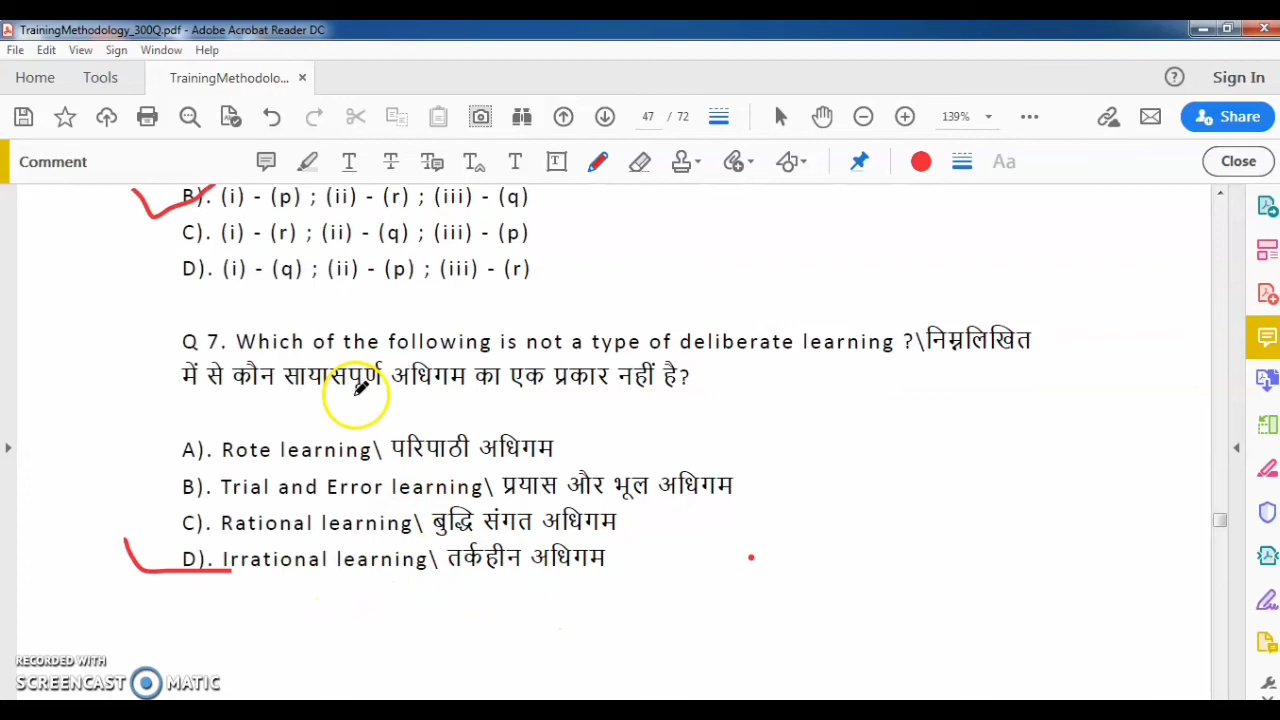 TrainingMethodology_300Q.pdf - Adobe Acrobat Reader DC
File Edit View Window Sign Help
Home Tools TrainingMethodolo... × Sign In
47 / 72 139% Share
Comment Aa Close
B). (i) - (p) ; (ii) - (r) ; (iii) - (q)
C). (i) - (r) ; (ii) - (q) ; (iii) - (p)
D). (i) - (q) ; (ii) - (p) ; (iii) - (r)
Q 7. Which of the following is not a type of deliberate learning ?\निम्नलिखित
में से कौन सायासपूर्ण अधिगम का एक प्रकार नहीं है?
A). Rote learning\ परिपाठी अधिगम
B). Trial and Error learning\ प्रयास और भूल अधिगम
C). Rational learning\ बुद्धि संगत अधिगम
D). Irrational learning\ तर्कहीन अधिगम
RECORDED WITH
SCREENCAST MATIC